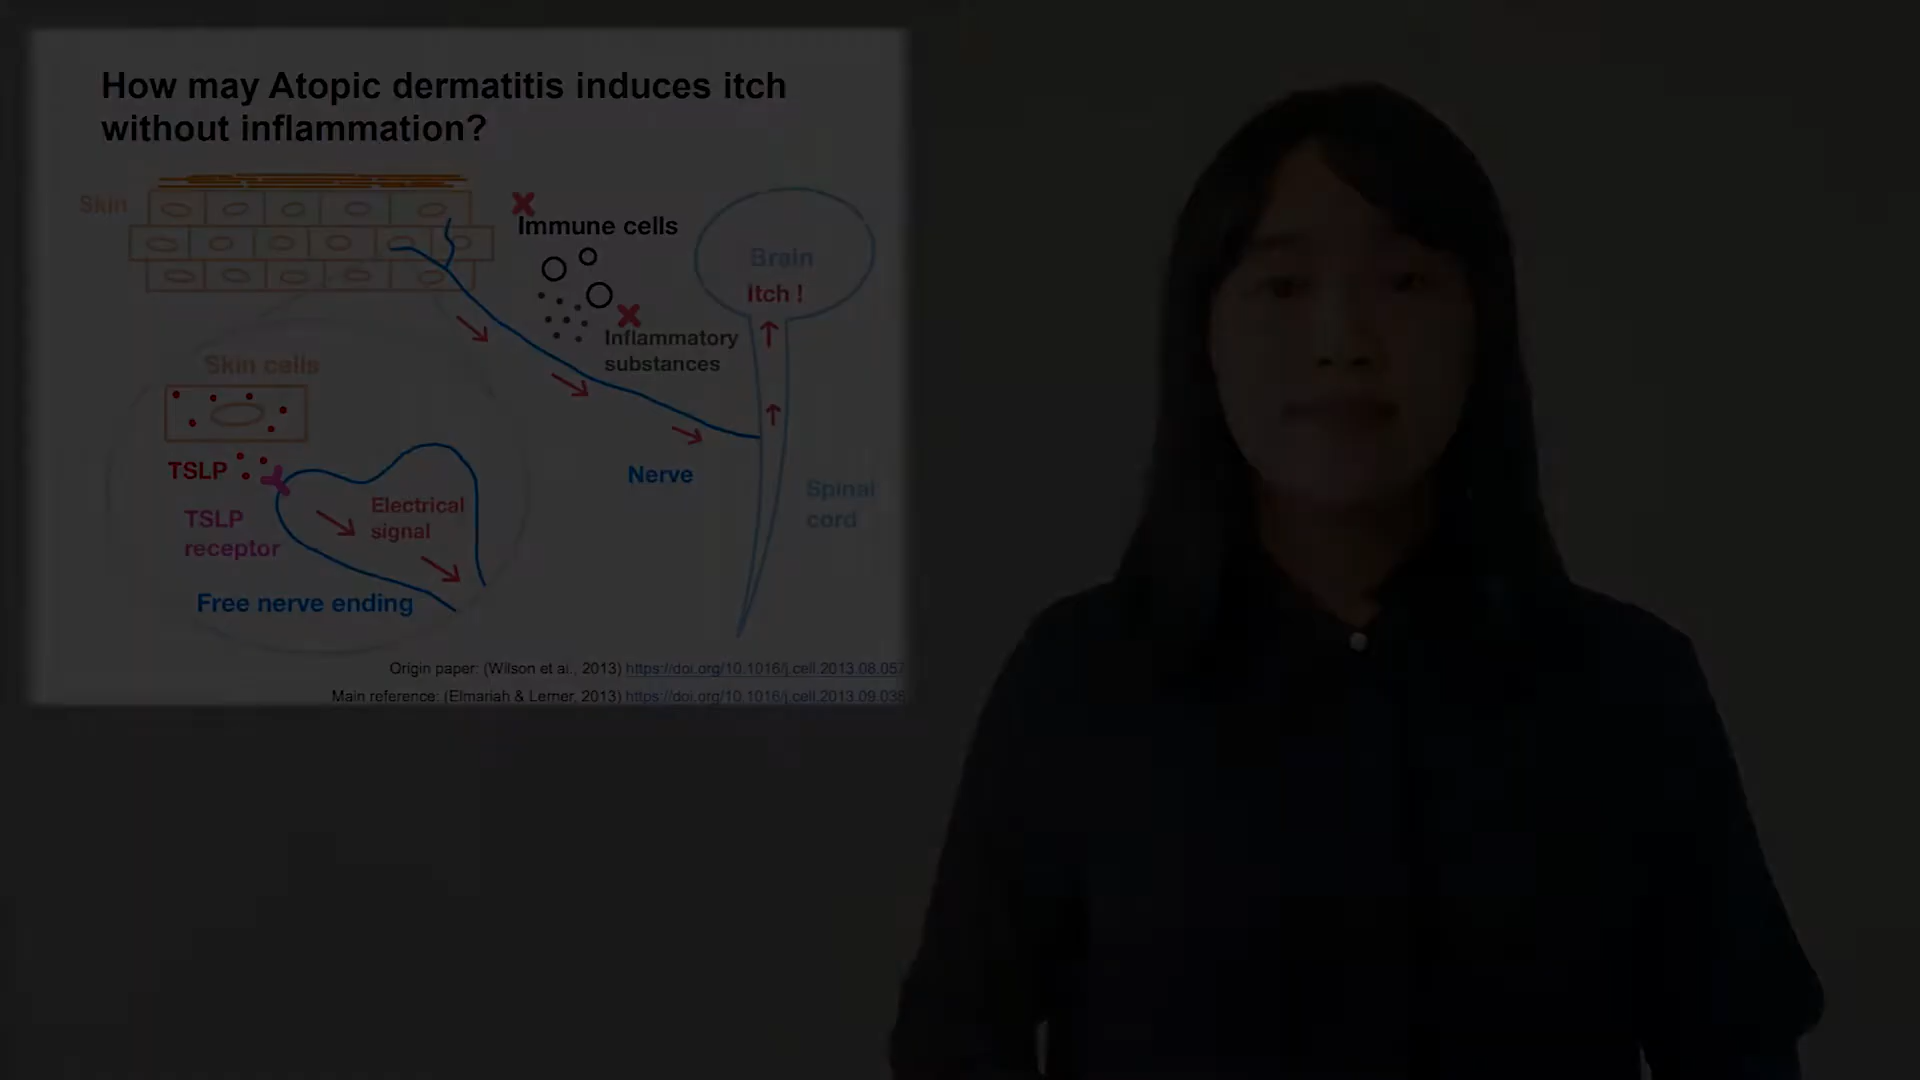 How may Atopic dermatitis induces itch
without inflammation?
Skin
Immune cells
Brain
Itch !
Inflammatory
substances
Skin cells
TSLP
Electrical
signal
Nerve
TSLP
receptor
Spinal
cord
Free nerve ending
Origin paper: (Wilson et al., 2013) https://doi.org/10.1016/j.cell.2013.08.057
Main reference: (Elmariah & Lerner, 2013) https://doi.org/10.1016/j.cell.2013.09.038